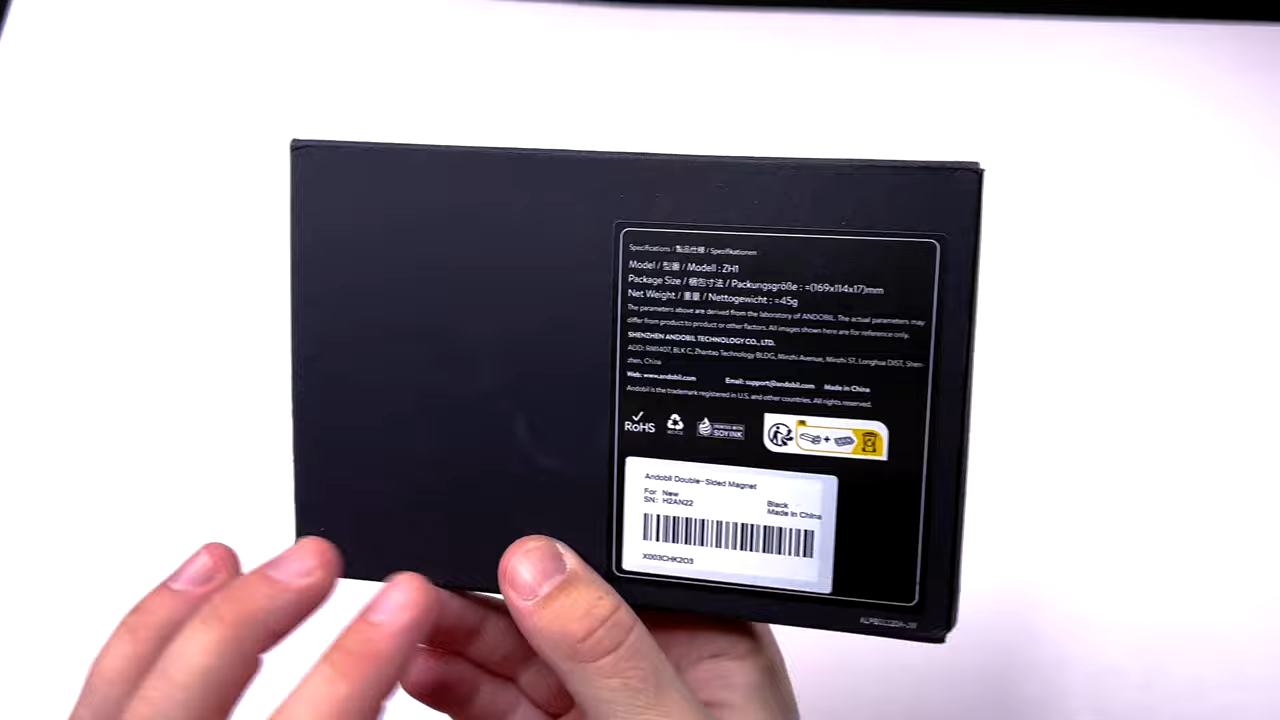 Specifications / 製品仕様 / Spezifikationen
Model / 型番 / Modell : ZH1
Package Size / 梱包寸法 / Packungsgröße : ≈(169x114x17)mm
Net Weight / 重量 / Nettogewicht : ≈45g
The parameters above are derived from the laboratory of ANDOBIL. The actual parameters may
differ from product to product or other factors. All images shown here are for reference only.
SHENZHEN ANDOBIL TECHNOLOGY CO., LTD.
ADD: RM1407, BLK C, Zhantao Technology BLDG, Minzhi Avenue, Minzhi ST, Longhua DIST, Shen-
zhen, China
Web: www.andobil.com Email: support@andobil.com Made in China
Andobil is the trademark registered in U.S. and other countries. All rights reserved.
RoHS
RECYCLE
PRINTED WITH
SOY INK
Andobil Double-Sided Magnet
For New
SN: H2AN22
Black
Made In China
X003CHK2O3